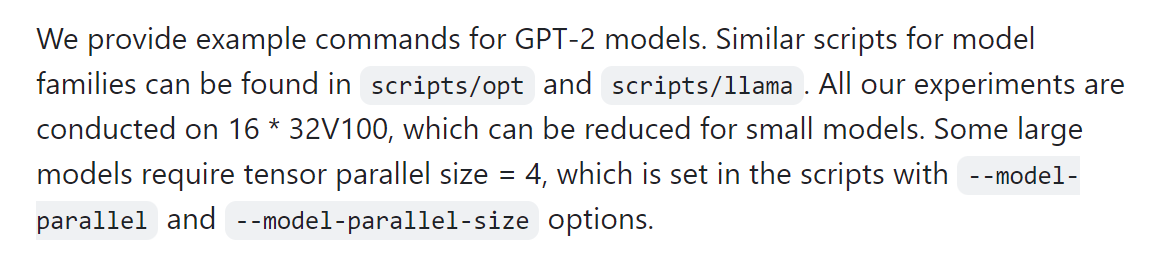 We provide example commands for GPT-2 models. Similar scripts for model
families can be found in scripts/opt and scripts/llama . All our experiments are
conducted on 16 * 32V100, which can be reduced for small models. Some large
models require tensor parallel size = 4, which is set in the scripts with --model-
parallel and --model-parallel-size options.